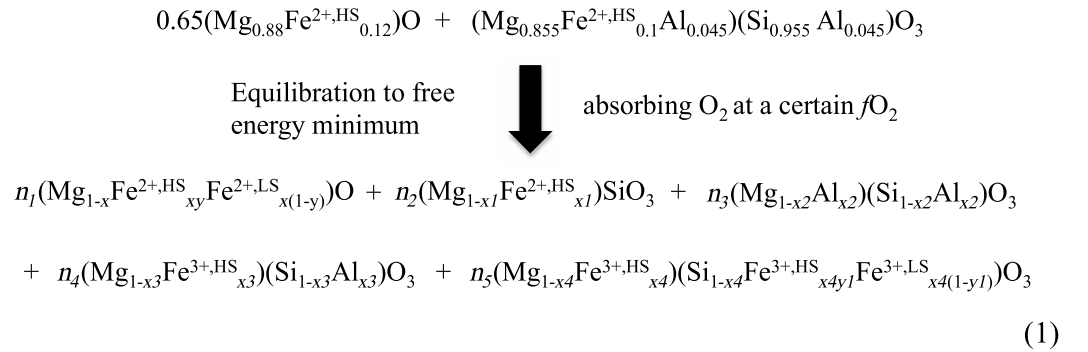 0.65(Mg₀.₈₈Fe²⁺,ᴴˢ₀.₁₂)O + (Mg₀.₈₅₅Fe²⁺,ᴴˢ₀.₁Al₀.₀₄₅)(Si₀.₉₅₅ Al₀.₀₄₅)O₃
Equilibration to free
energy minimum
absorbing O₂ at a certain fO₂
n₁(Mg₁₋ₓFe²⁺,ᴴˢxyFe²⁺,ᴸˢx(1-y))O + n₂(Mg1-x1Fe²⁺,ᴴˢx1)SiO₃ + n₃(Mg1-x2Alx2)(Si1-x2Alx2)O₃
+ n₄(Mg1-x3Fe³⁺,ᴴˢx3)(Si1-x3Alx3)O₃ + n₅(Mg1-x4Fe³⁺,ᴴˢx4)(Si1-x4Fe³⁺,ᴴˢx4y1Fe³⁺,ᴸˢx4(1-y1))O₃
(1)